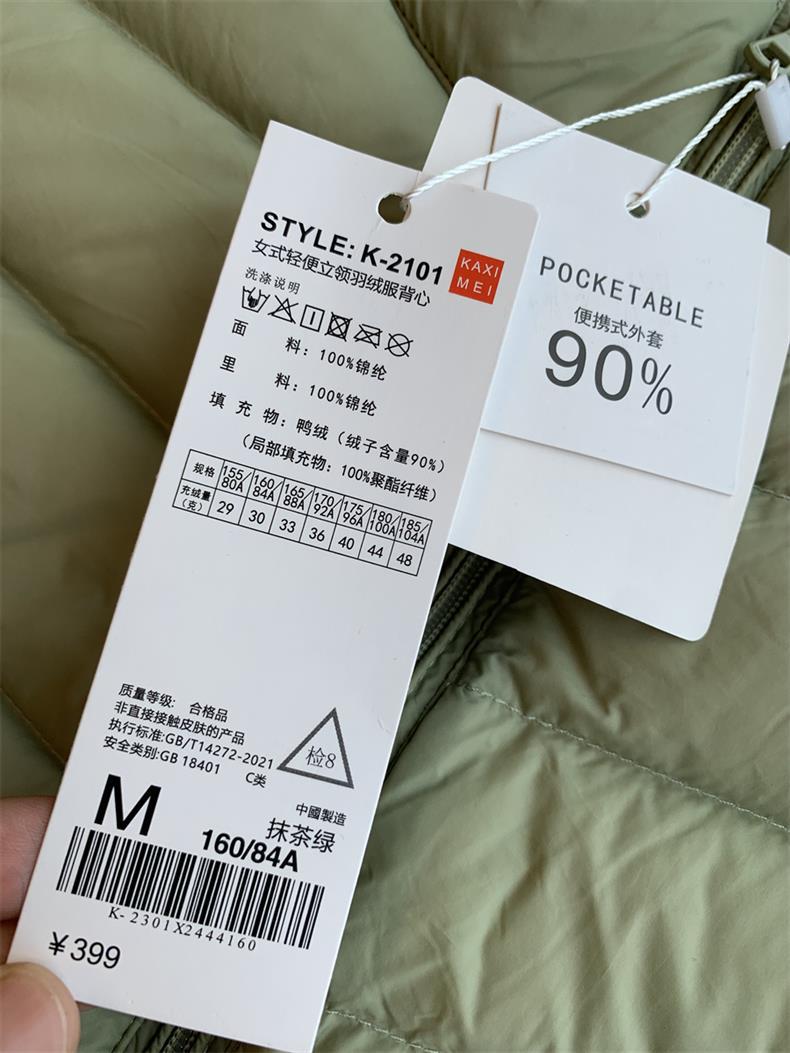 STYLE: K-2101
女式轻便立领羽绒服背心
KAXI
MEI
洗涤说明
面 料：100%锦纶
里 料：100%锦纶
填 充 物：鸭绒（绒子含量90%）
（局部填充物：100%聚酯纤维）
规格 155/80A 160/84A 165/88A 170/92A 175/96A 180/100A 185/104A
充绒量（克） 29 30 33 36 40 44 48
质量等级: 合格品
非直接接触皮肤的产品
执行标准:GB/T14272-2021
安全类别:GB 18401 C类
检8
M
中國製造
抹茶绿
160/84A
K-2301X2444160
¥399
POCKETABLE
便携式外套
90%